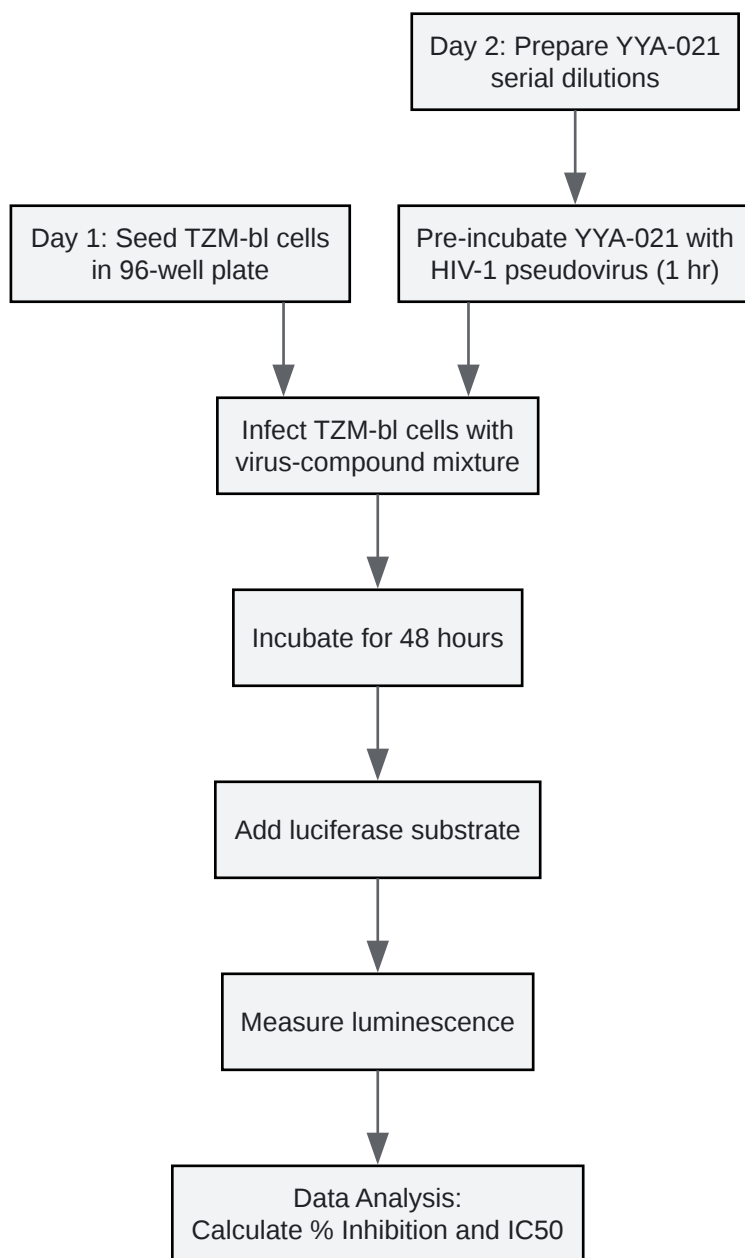 Day 2: Prepare YYA-021
serial dilutions
Day 1: Seed TZM-bl cells
in 96-well plate
Pre-incubate YYA-021 with
HIV-1 pseudovirus (1 hr)
Infect TZM-bl cells with
virus-compound mixture
Incubate for 48 hours
Add luciferase substrate
Measure luminescence
Data Analysis:
Calculate % Inhibition and IC50